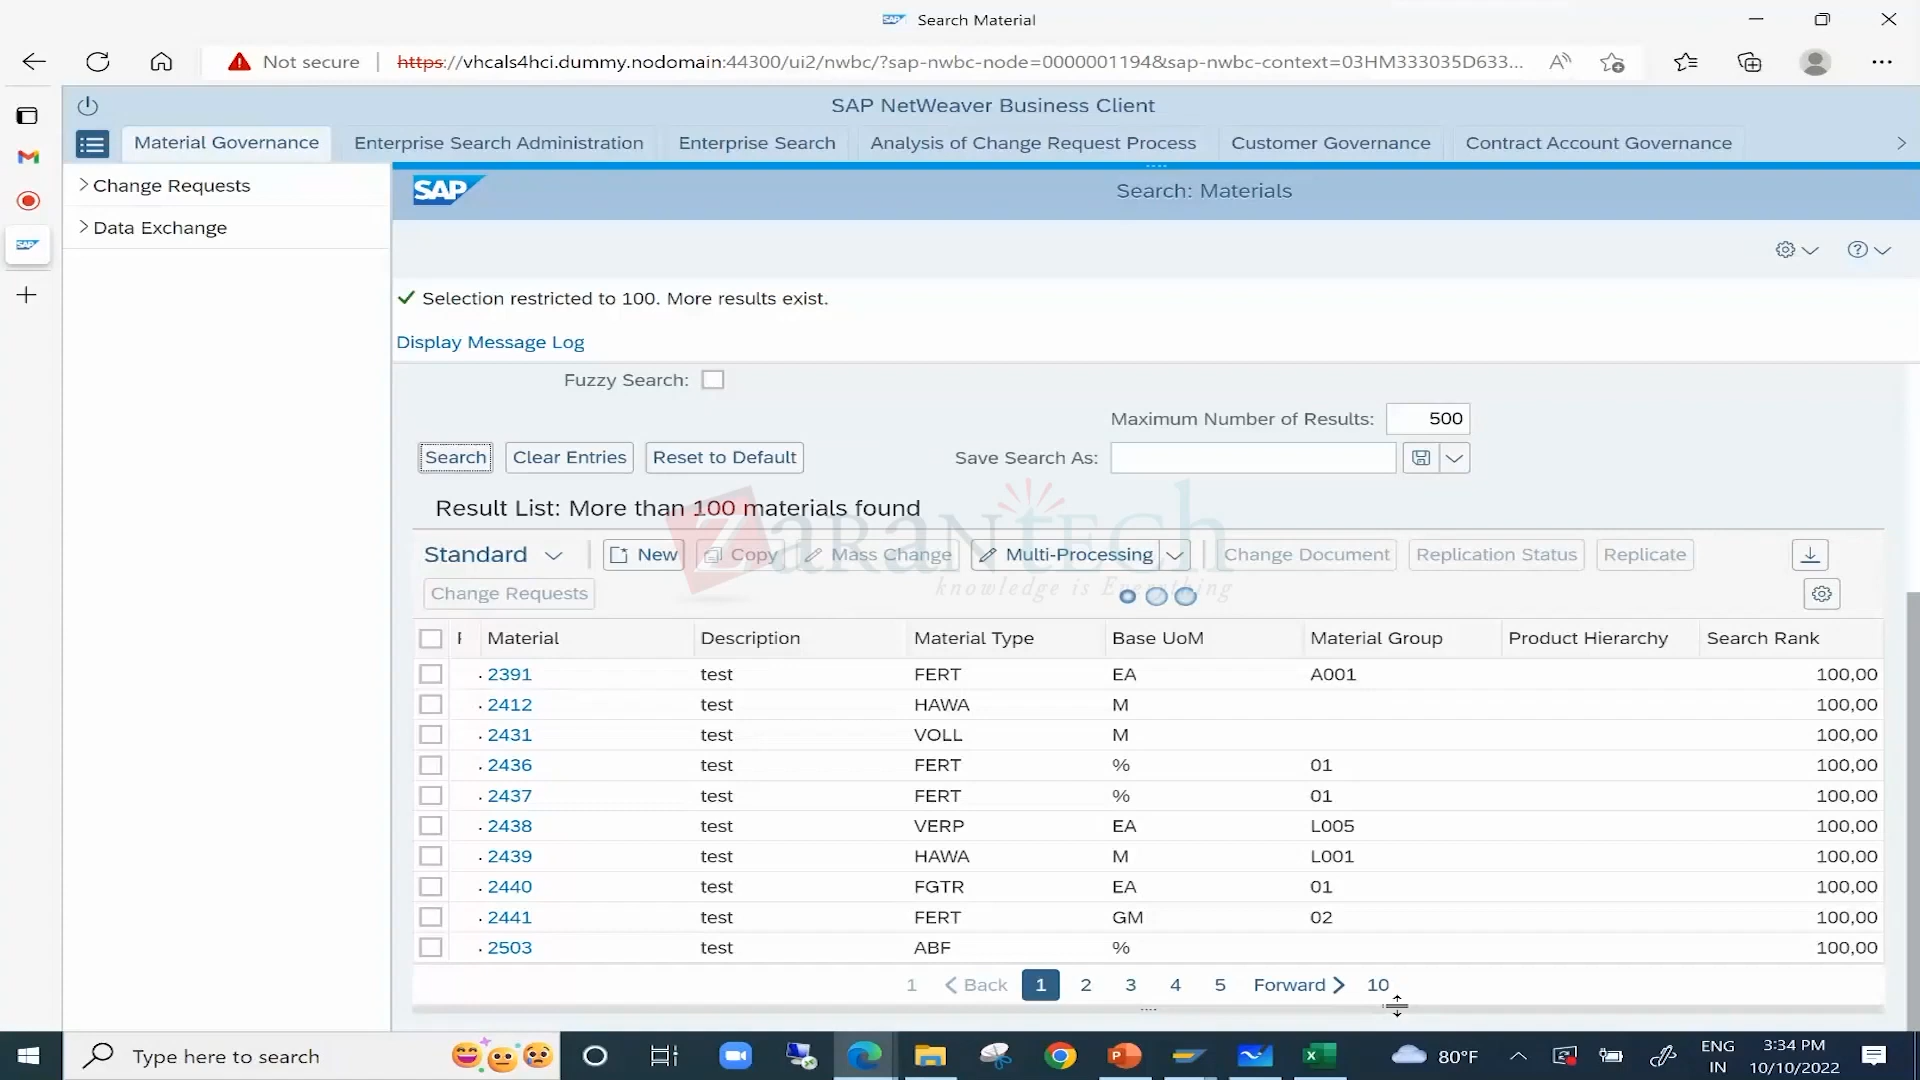 SAP Search Material
Not secure | https://vhcals4hci.dummy.nodomain:44300/ui2/nwbc/?sap-nwbc-node=0000001194&sap-nwbc-context=03HM333035D633...
SAP NetWeaver Business Client
Material Governance Enterprise Search Administration Enterprise Search Analysis of Change Request Process Customer Governance Contract Account Governance
Change Requests
Data Exchange
SAP Search: Materials
Selection restricted to 100. More results exist.
Display Message Log
Fuzzy Search:
Maximum Number of Results: 500
Search Clear Entries Reset to Default Save Search As:
Result List: More than 100 materials found
zarantech
knowledge is Everything
Standard New Copy Mass Change Multi-Processing Change Document Replication Status Replicate
Change Requests
Material Description Material Type Base UoM Material Group Product Hierarchy Search Rank
2391 test FERT EA A001 100,00
2412 test HAWA M 100,00
2431 test VOLL M 100,00
2436 test FERT % 01 100,00
2437 test FERT % 01 100,00
2438 test VERP EA L005 100,00
2439 test HAWA M L001 100,00
2440 test FGTR EA 01 100,00
2441 test FERT GM 02 100,00
2503 test ABF % 100,00
1 Back 1 2 3 4 5 Forward 10
Type here to search 80°F ENG 3:34 PM
IN 10/10/2022